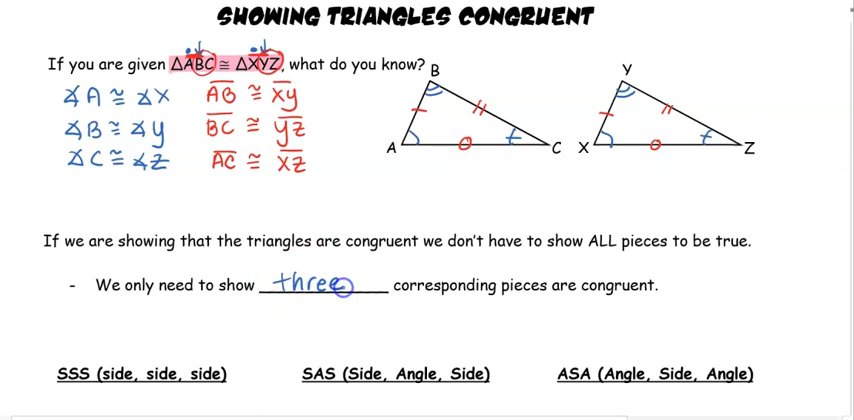 SHOWING TRIANGLES CONGRUENT
If you are given ΔABC ≅ ΔXYZ, what do you know?
∡A ≅ ∡X   AB ≅ XY
∡B ≅ ∡Y   BC ≅ YZ
∡C ≅ ∡Z   AC ≅ XZ
B
A
C
Y
X
Z
If we are showing that the triangles are congruent we don't have to show ALL pieces to be true.
- We only need to show three corresponding pieces are congruent.
SSS (side, side, side)   SAS (Side, Angle, Side)   ASA (Angle, Side, Angle)